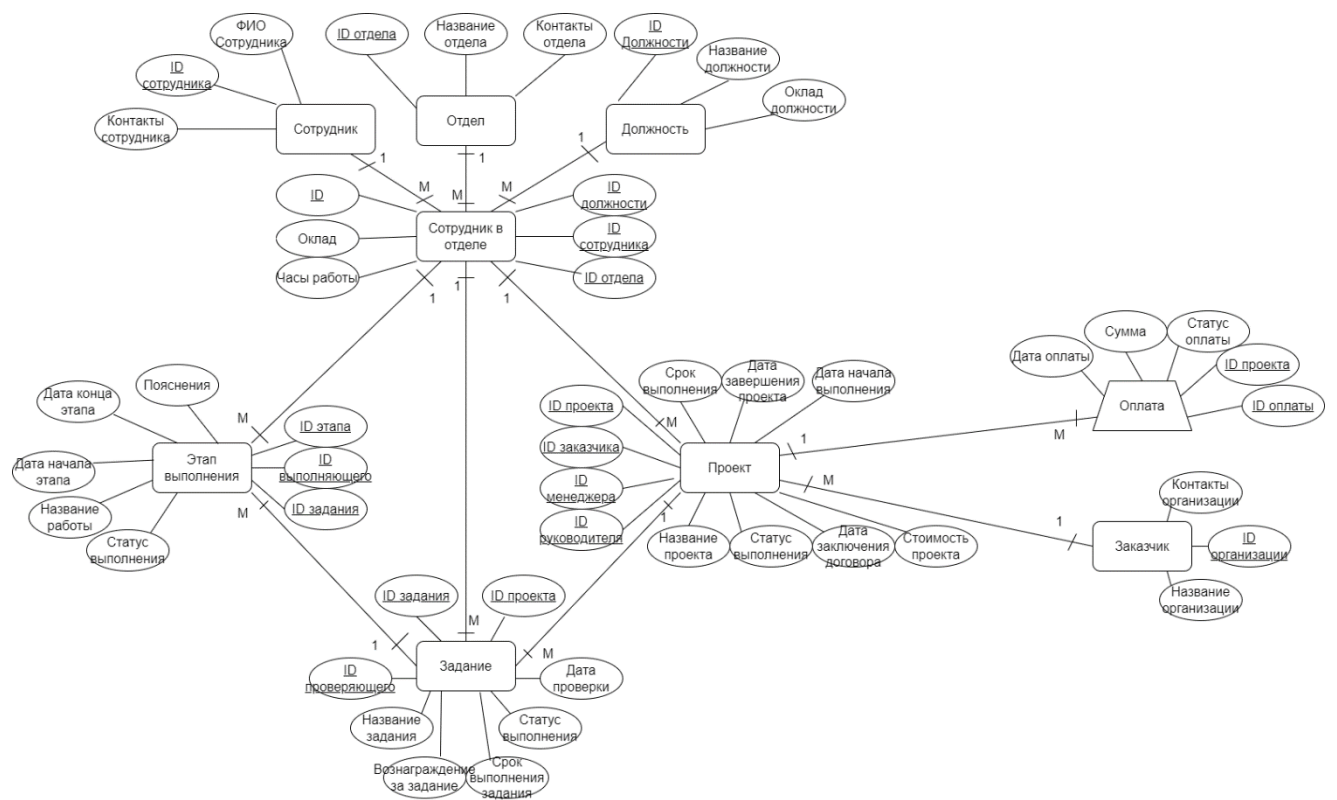 ФИО
Сотрудника
ID
сотрудника
Контакты
сотрудника
Сотрудник
ID отдела
Название
отдела
Контакты
отдела
Отдел
ID
Должности
Название
должности
Оклад
должности
Должность
1
1
1
M
M
M
ID
Оклад
Часы работы
Сотрудник в
отделе
ID
должности
ID
сотрудника
ID отдела
1
1
1
Пояснения
Дата конца
этапа
Дата начала
этапа
Название
работы
Статус
выполнения
Этап
выполнения
M
M
ID этапа
ID
выполняющего
ID задания
Срок
выполнения
Дата
завершения
проекта
Дата начала
выполнения
ID проекта
ID заказчика
ID
менеджера
ID
руководителя
M
Проект
1
1
M
Название
проекта
Статус
выполнения
Дата
заключения
договора
Стоимость
проекта
Дата оплаты
Сумма
Статус
оплаты
ID проекта
ID оплаты
Оплата
M
Контакты
организации
ID
организации
Название
организации
Заказчик
1
ID задания
ID проекта
1
M
M
Задание
ID
проверяющего
Дата
проверки
Название
задания
Статус
выполнения
Вознаграждение
за задание
Срок
выполнения
задания